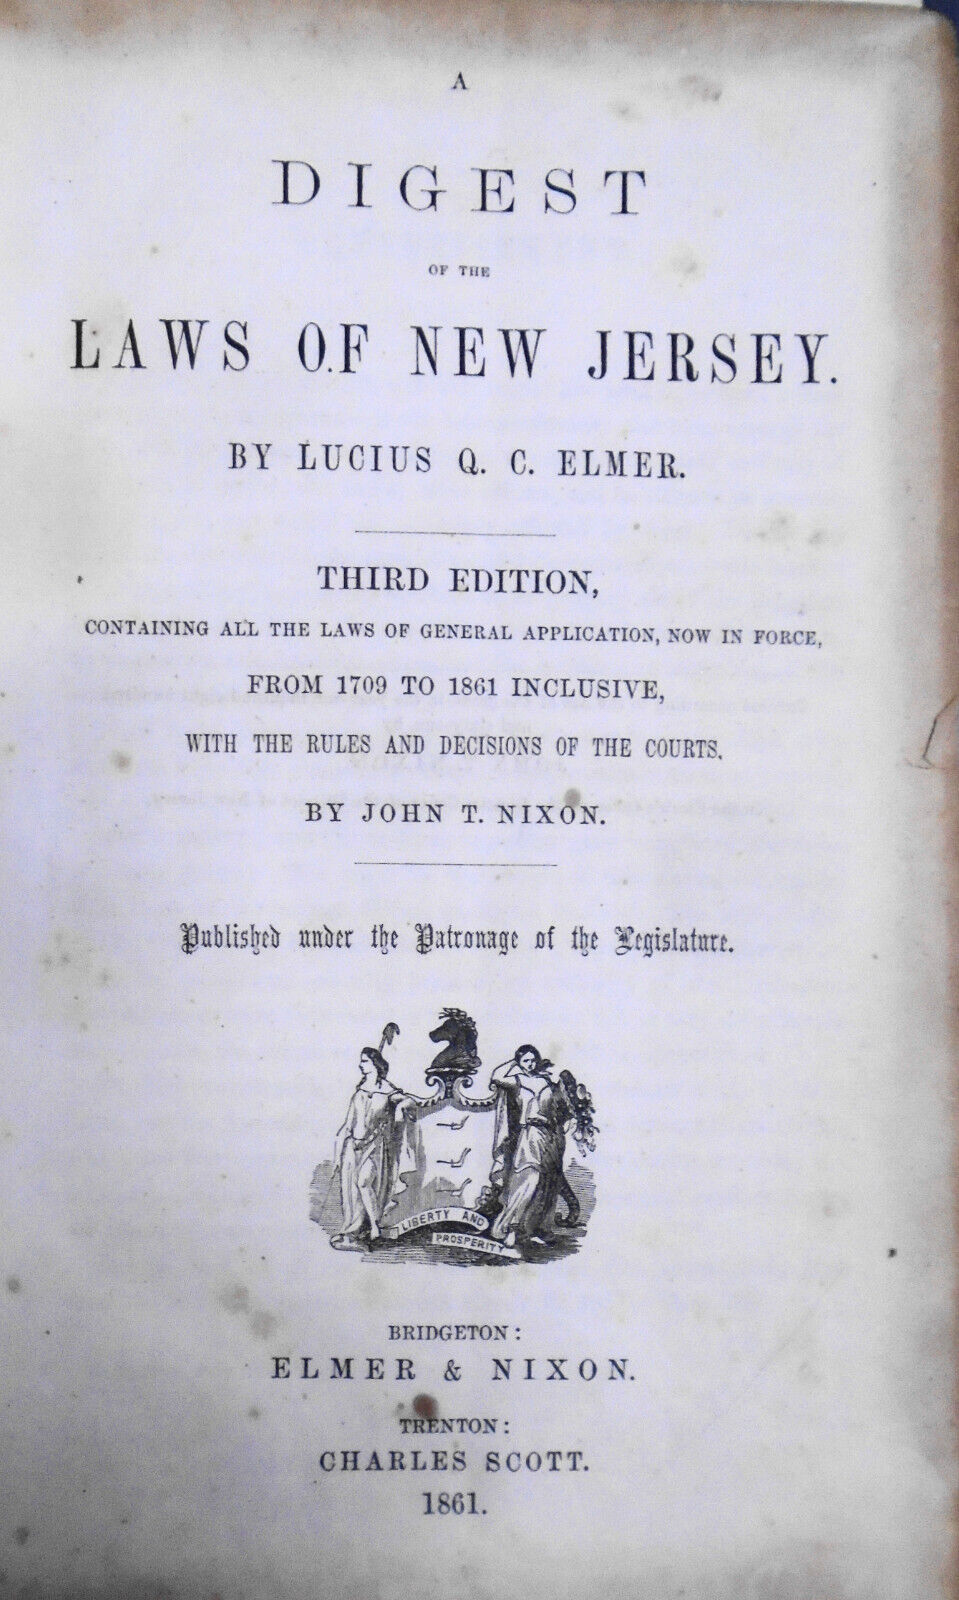 A
DIGEST
OF THE
LAWS OF NEW JERSEY.
BY LUCIUS Q. C. ELMER.
THIRD EDITION,
CONTAINING ALL THE LAWS OF GENERAL APPLICATION, NOW IN FORCE,
FROM 1709 TO 1861 INCLUSIVE,
WITH THE RULES AND DECISIONS OF THE COURTS,
BY JOHN T. NIXON.
Published under the Patronage of the Legislature.
LIBERTY AND
PROSPERITY
BRIDGETON:
ELMER & NIXON.
TRENTON:
CHARLES SCOTT.
1861.